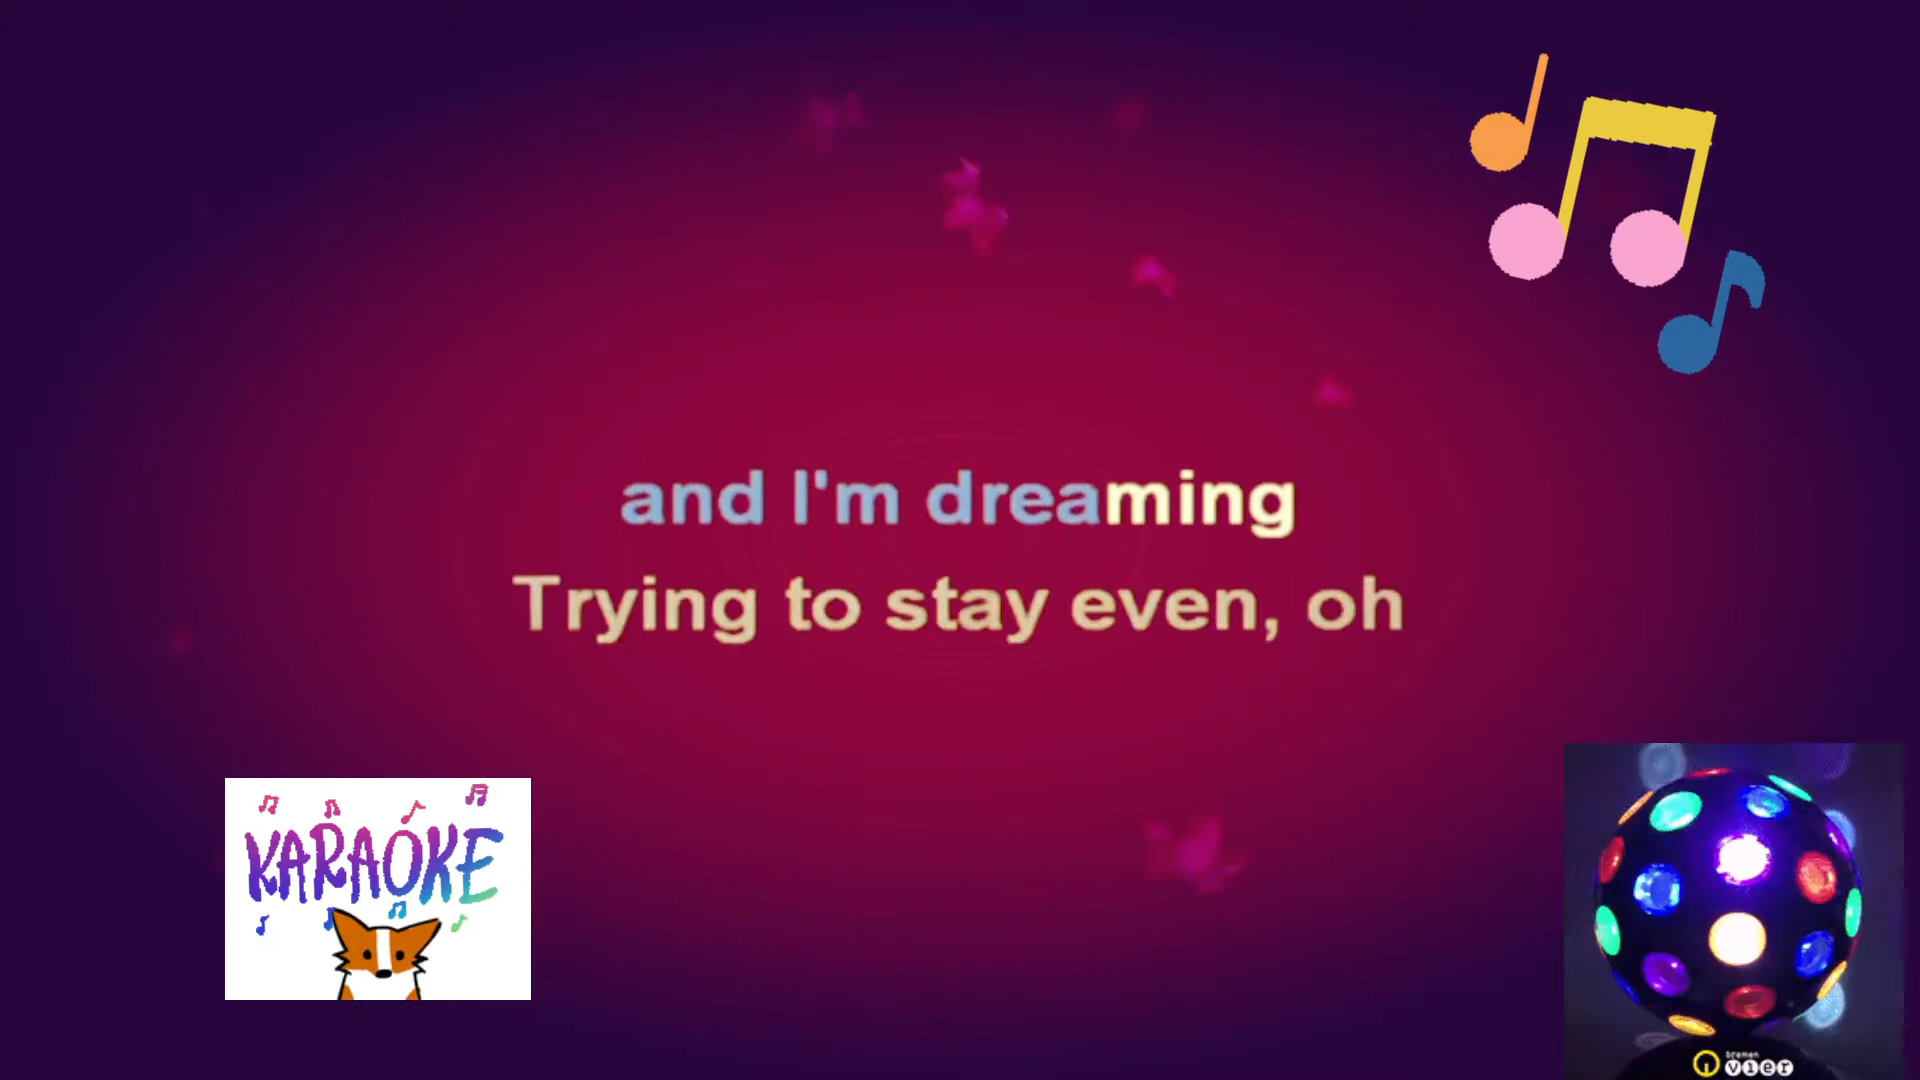 and I'm dreaming
Trying to stay even, oh
KARAOKE
bremen
vier